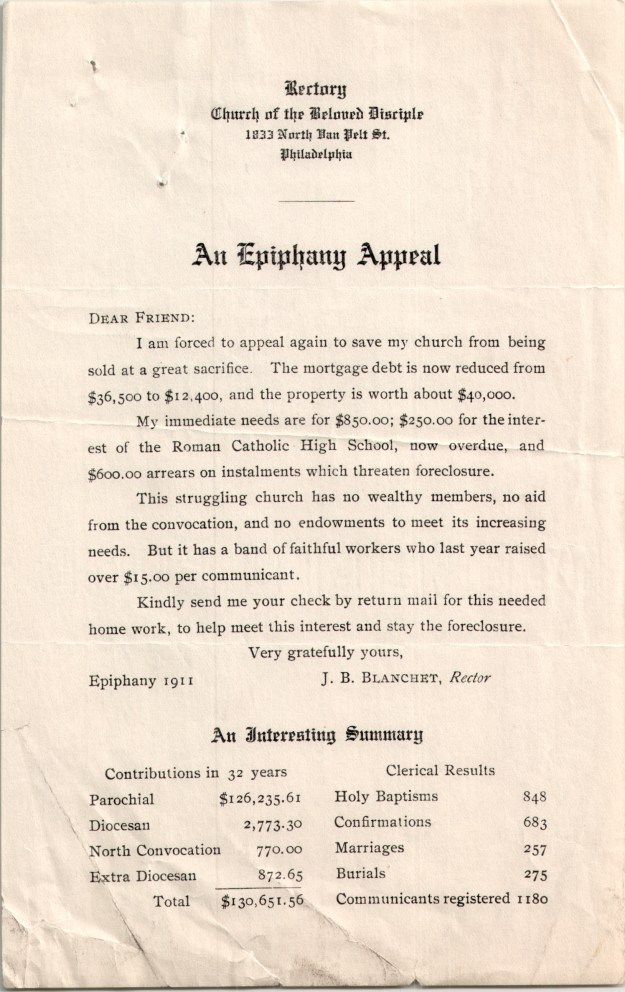 Rectory
Church of the Beloved Disciple
1833 North Van Pelt St.
Philadelphia
An Epiphany Appeal
DEAR FRIEND:
I am forced to appeal again to save my church from being
sold at a great sacrifice. The mortgage debt is now reduced from
$36,500 to $12,400, and the property is worth about $40,000.
My immediate needs are for $850.00; $250.00 for the inter-
est of the Roman Catholic High School, now overdue, and
$600.00 arrears on instalments which threaten foreclosure.
This struggling church has no wealthy members, no aid
from the convocation, and no endowments to meet its increasing
needs. But it has a band of faithful workers who last year raised
over $15.00 per communicant.
Kindly send me your check by return mail for this needed
home work, to help meet this interest and stay the foreclosure.
Very gratefully yours,
Epiphany 1911 J. B. BLANCHET, Rector
An Interesting Summary
Contributions in 32 years
Parochial $126,235.61
Diocesan 2,773.30
North Convocation 770.00
Extra Diocesan 872.65
Total $130,651.56
Clerical Results
Holy Baptisms 848
Confirmations 683
Marriages 257
Burials 275
Communicants registered 1180